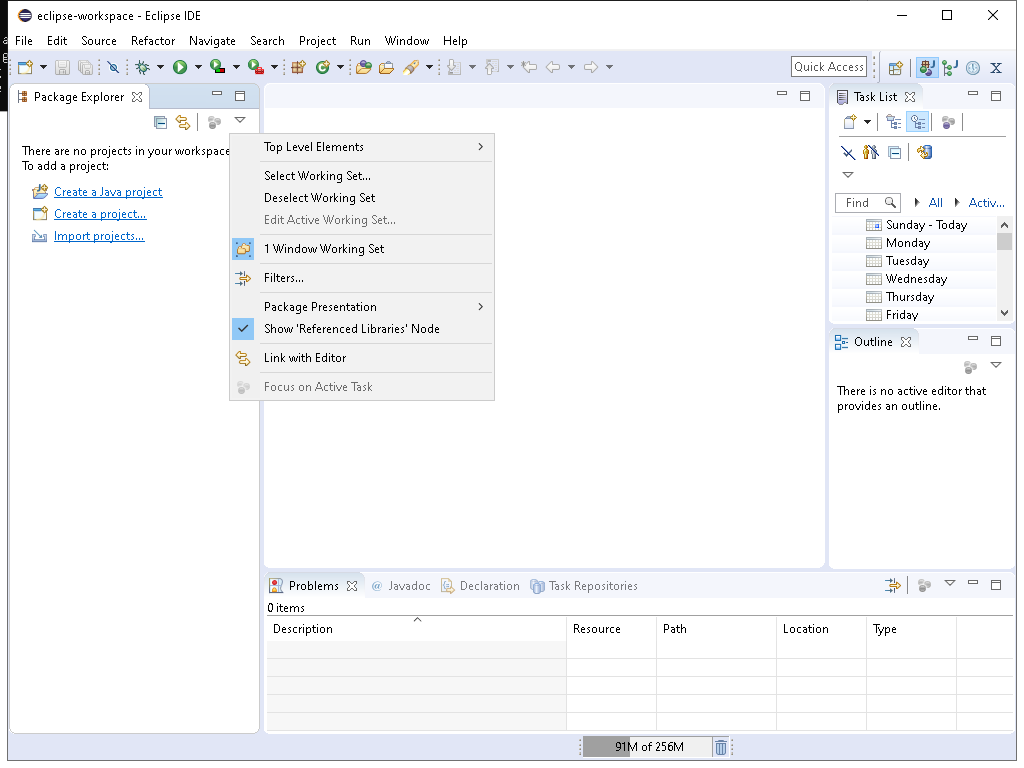 eclipse-workspace - Eclipse IDE
File Edit Source Refactor Navigate Search Project Run Window Help
Quick Access
Package Explorer
There are no projects in your workspace
To add a project:
Create a Java project
Create a project...
Import projects...
Top Level Elements
Select Working Set...
Deselect Working Set
Edit Active Working Set...
1 Window Working Set
Filters...
Package Presentation
Show 'Referenced Libraries' Node
Link with Editor
Focus on Active Task
Task List
Find All Activ...
Sunday - Today
Monday
Tuesday
Wednesday
Thursday
Friday
Outline
There is no active editor that
provides an outline.
Problems @ Javadoc Declaration Task Repositories
0 items
Description Resource Path Location Type
91M of 256M